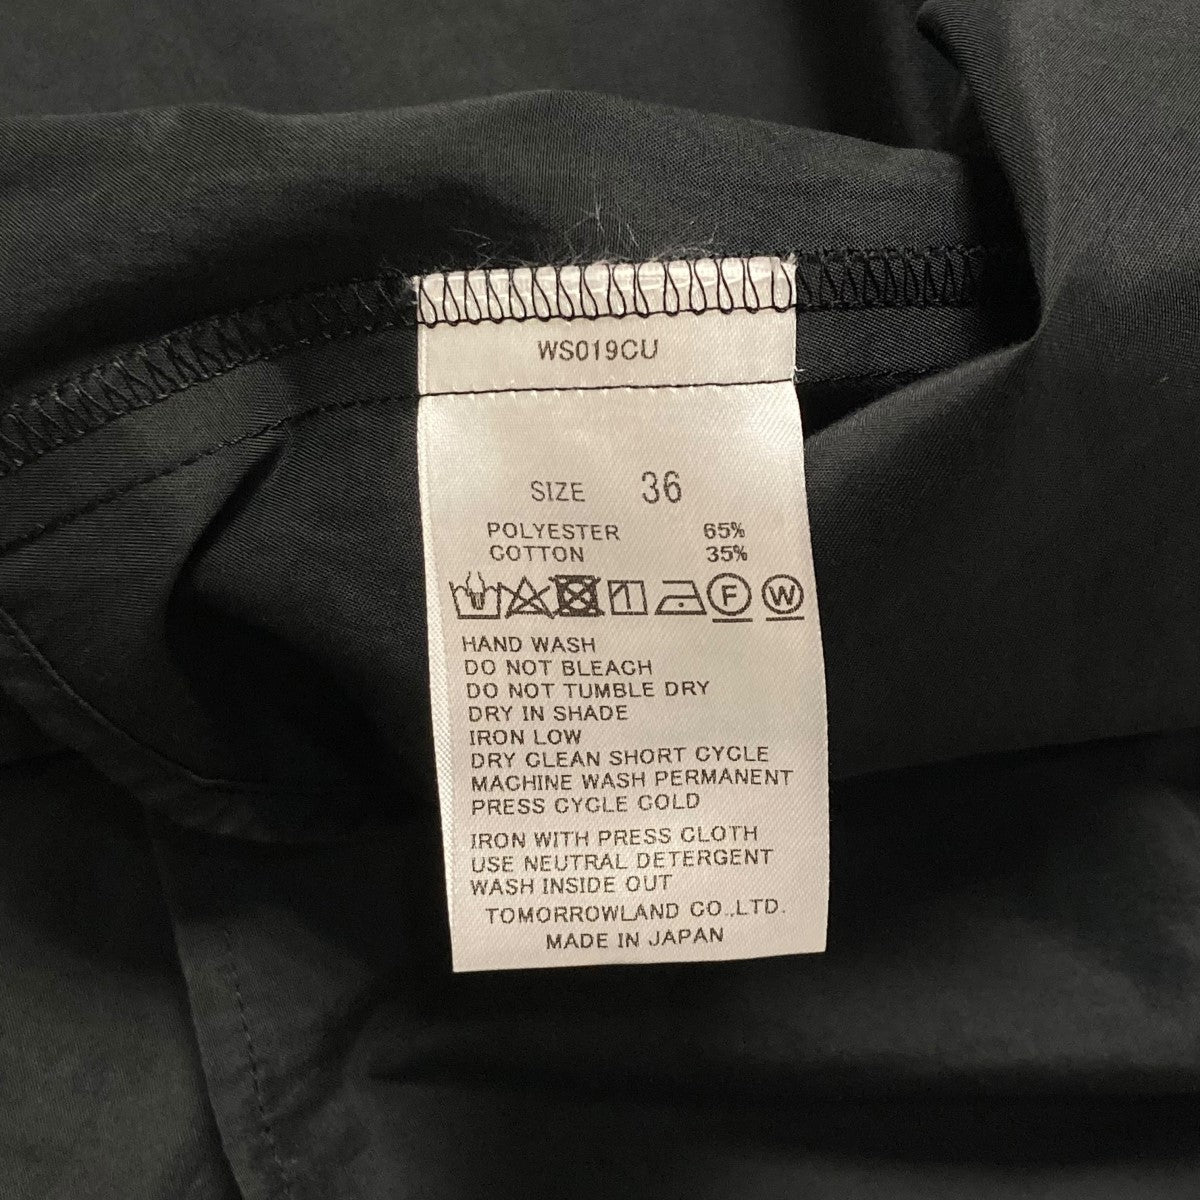 WS019CU
SIZE 36
POLYESTER 65%
COTTON 35%
F W
HAND WASH
DO NOT BLEACH
DO NOT TUMBLE DRY
DRY IN SHADE
IRON LOW
DRY CLEAN SHORT CYCLE
MACHINE WASH PERMANENT
PRESS CYCLE COLD
IRON WITH PRESS CLOTH
USE NEUTRAL DETERGENT
WASH INSIDE OUT
TOMORROWLAND CO.,LTD.
MADE IN JAPAN